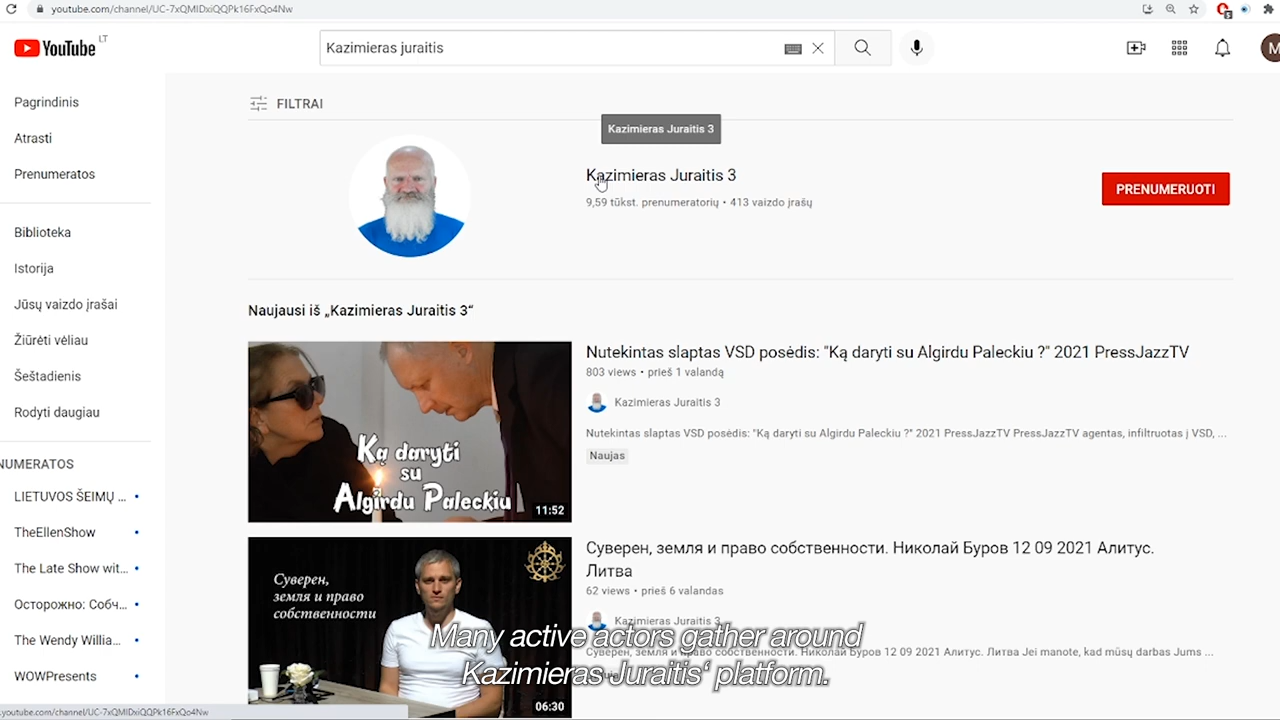 youtube.com/channel/UC-7xQMIDxiQQPk16FxQo4Nw
YouTube LT
Kazimieras juraitis
M
Pagrindinis
Atrasti
Prenumeratos
Biblioteka
Istorija
Jūsų vaizdo įrašai
Žiūrėti vėliau
Šeštadienis
Rodyti daugiau
NUMERATOS
LIETUVOS ŠEIMŲ ...
TheEllenShow
The Late Show wit...
Осторожно: Собч...
The Wendy Willia...
WOWPresents
FILTRAI
Kazimieras Juraitis 3
Kazimieras Juraitis 3
9,59 tūkst. prenumeratorių • 413 vaizdo įrašų
PRENUMERUOTI
Naujausi iš „Kazimieras Juraitis 3“
Ką daryti
su
Algirdu Paleckiu
11:52
Nutekintas slaptas VSD posėdis: "Ką daryti su Algirdu Paleckiu ?" 2021 PressJazzTV
803 views • prieš 1 valandą
Kazimieras Juraitis 3
Nutekintas slaptas VSD posėdis: "Ką daryti su Algirdu Paleckiu ?" 2021 PressJazzTV PressJazzTV agentas, infiltruotas į VSD, ...
Naujas
Суверен,
земля и право
собственности
06:30
Суверен, земля и право собственности. Николай Буров 12 09 2021 Алитус.
Литва
62 views • prieš 6 valandas
Kazimieras Juraitis 3
Суверен, земля и право собственности. Николай Буров 12 09 2021 Алитус. Литва Jei manote, kad mūsų darbas Jums ...
Many active actors gather around
Kazimieras Juraitis‘ platform.
youtube.com/channel/UC-7xQMIDxiQQPk16FxQo4Nw